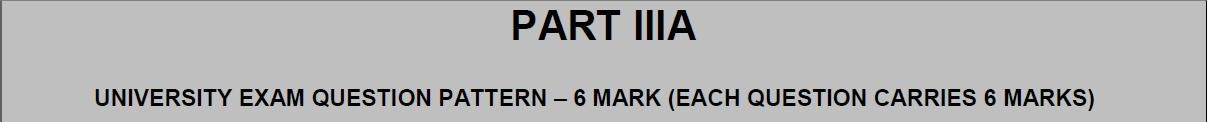 PART IIIA
UNIVERSITY EXAM QUESTION PATTERN – 6 MARK (EACH QUESTION CARRIES 6 MARKS)